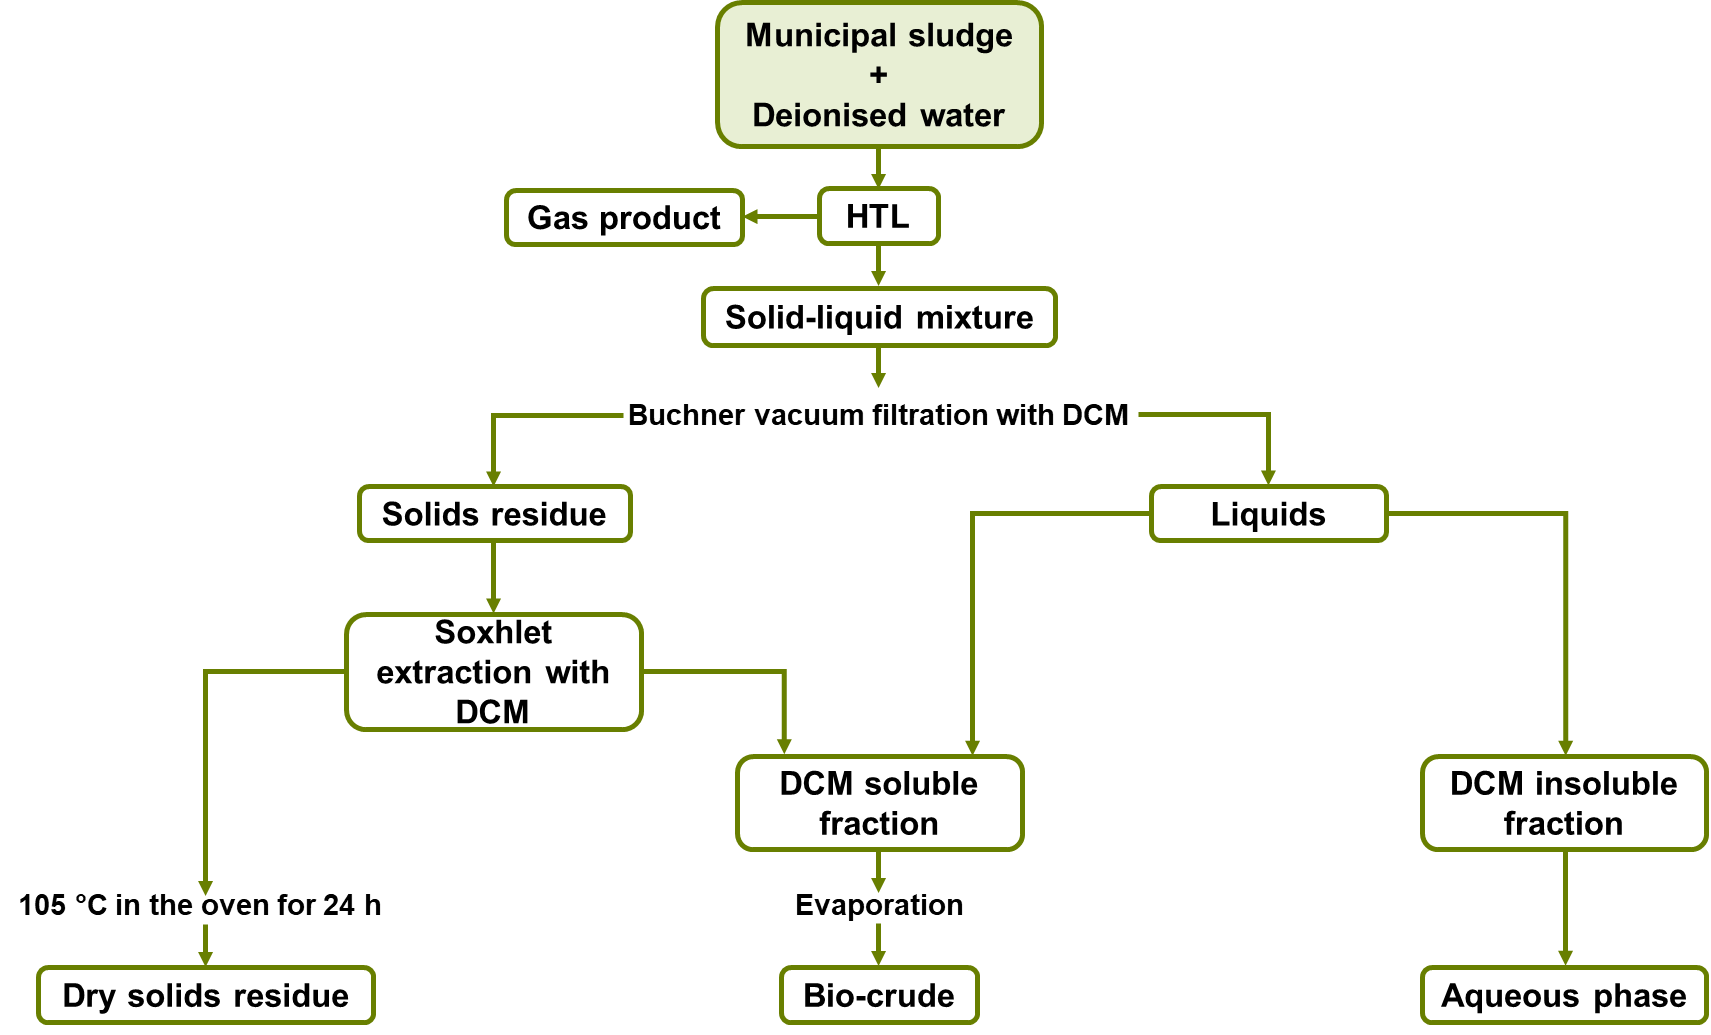 Municipal sludge
+
Deionised water
Gas product
HTL
Solid-liquid mixture
Buchner vacuum filtration with DCM
Solids residue
Liquids
Soxhlet
extraction with
DCM
DCM soluble
fraction
DCM insoluble
fraction
105 °C in the oven for 24 h
Evaporation
Dry solids residue
Bio-crude
Aqueous phase